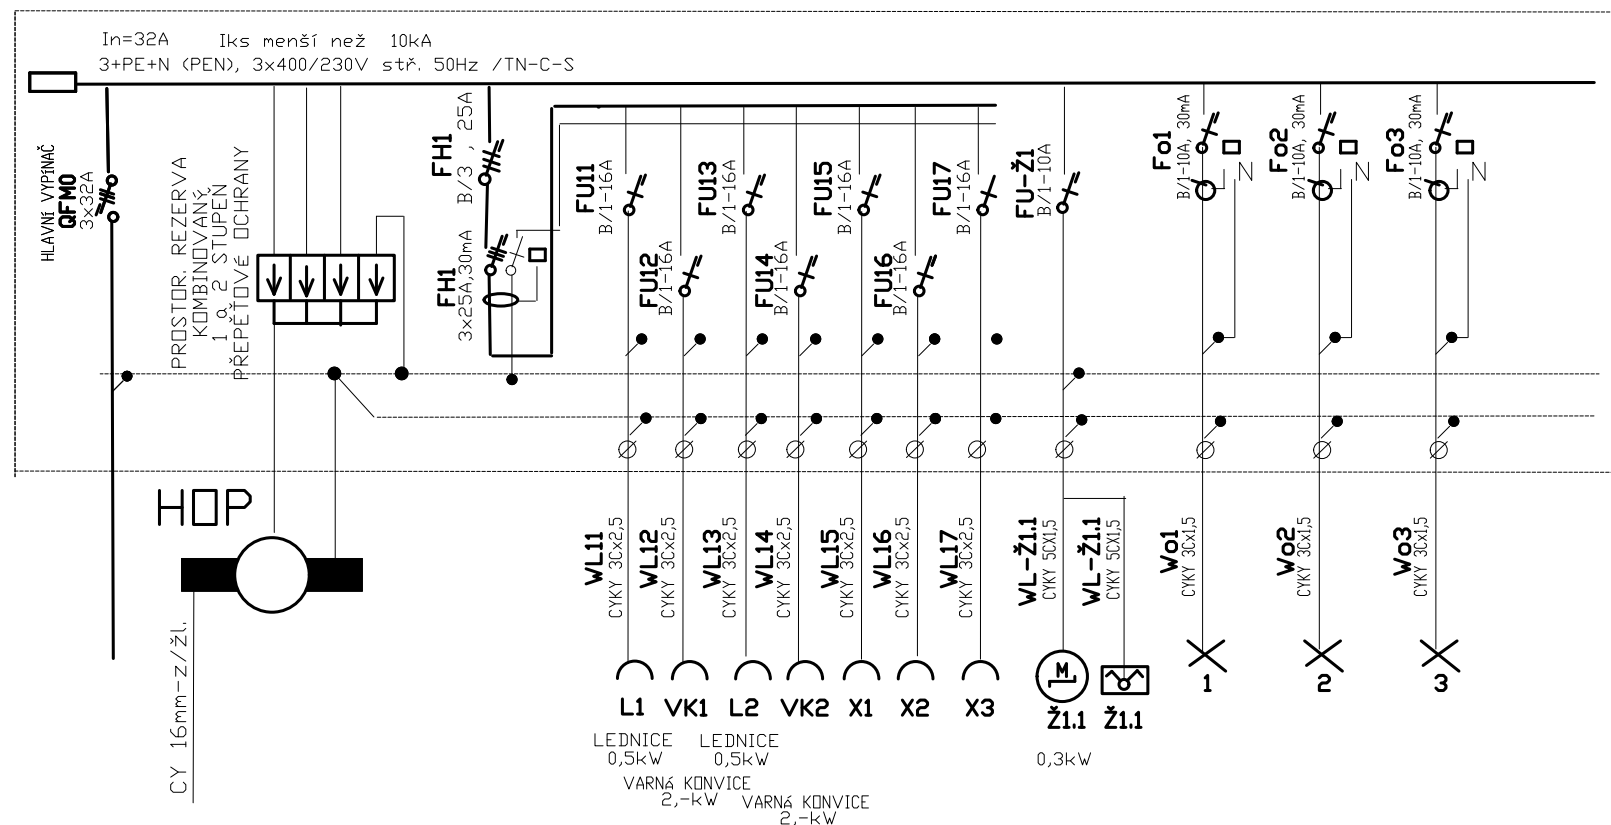 In=32A Iks menší než 10kA
3+PE+N (PEN), 3x400/230V stř. 50Hz /TN-C-S
HLAVNÍ VYPÍNAČ
QFM0
3x32A
PROSTOR. REZERVA
KOMBINOVANÝ,
1 a 2 STUPEŇ
PŘEPĚŤOVÉ OCHRANY
FH1
B/3 , 25A
FH1
3x25A,30mA
FU11
B/1-16A
FU12
B/1-16A
FU13
B/1-16A
FU14
B/1-16A
FU15
B/1-16A
FU16
B/1-16A
FU17
B/1-16A
FU-Ž1
B/1-10A
Fo1
B/1-10A, 30mA
N
Fo2
B/1-10A, 30mA
N
Fo3
B/1-10A, 30mA
N
HOP
CY 16mm-z/žl.
WL11
CYKY 3Cx2,5
WL12
CYKY 3Cx2,5
WL13
CYKY 3Cx2,5
WL14
CYKY 3Cx2,5
WL15
CYKY 3Cx2,5
WL16
CYKY 3Cx2,5
WL17
CYKY 3Cx2,5
WL-Ž1.1
CYKY 5CX1,5
WL-Ž1.1
CYKY 5CX1,5
Wo1
CYKY 3Cx1,5
Wo2
CYKY 3Cx1,5
Wo3
CYKY 3Cx1,5
M
L1 VK1 L2 VK2 X1 X2 X3 Ž1.1 Ž1.1 1 2 3
LEDNICE
0,5kW
LEDNICE
0,5kW
0,3kW
VARNá KONVICE
2,-kW
VARNá KONVICE
2,-kW